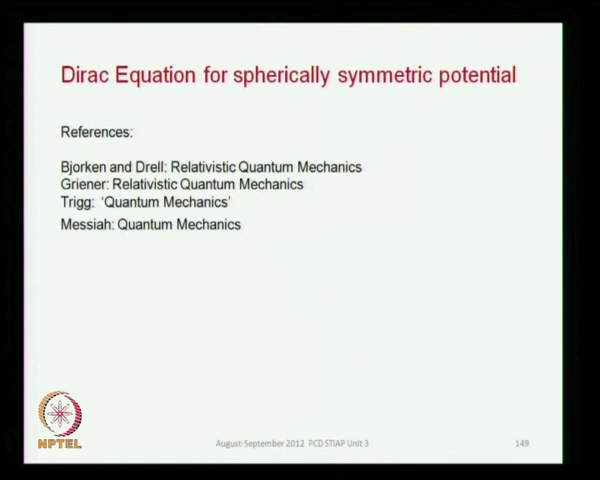 Dirac Equation for spherically symmetric potential
References:
Bjorken and Drell: Relativistic Quantum Mechanics
Griener: Relativistic Quantum Mechanics
Trigg: ‘Quantum Mechanics’
Messiah: Quantum Mechanics
NPTEL
August-September 2012 PCD STIAP Unit 3
149